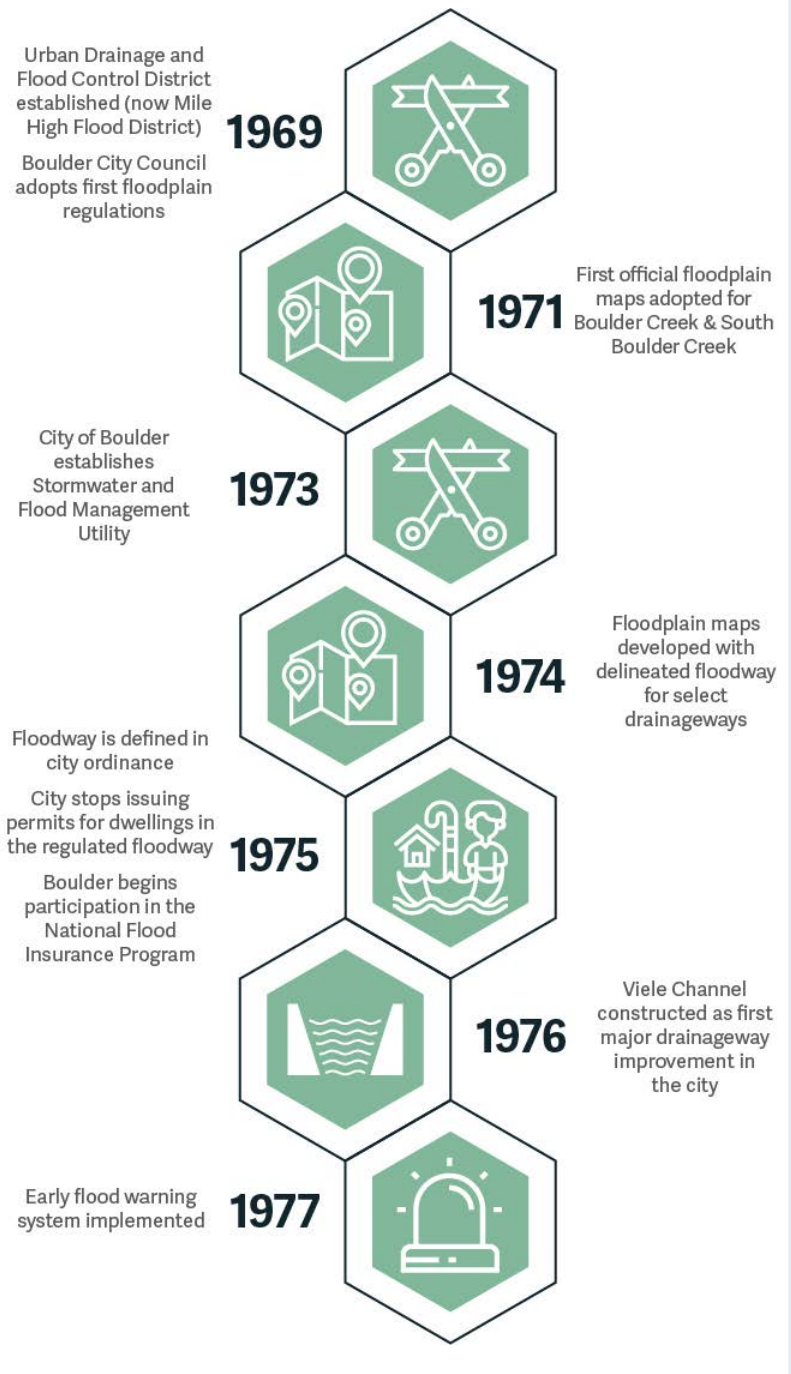 Urban Drainage and
Flood Control District
established (now Mile
High Flood District)
Boulder City Council
adopts first floodplain
regulations
1969
1971
First official floodplain
maps adopted for
Boulder Creek & South
Boulder Creek
City of Boulder
establishes
Stormwater and
Flood Management
Utility
1973
1974
Floodplain maps
developed with
delineated floodway
for select
drainageways
Floodway is defined in
city ordinance
City stops issuing
permits for dwellings in
the regulated floodway
Boulder begins
participation in the
National Flood
Insurance Program
1975
1976
Viele Channel
constructed as first
major drainageway
improvement in
the city
Early flood warning
system implemented
1977